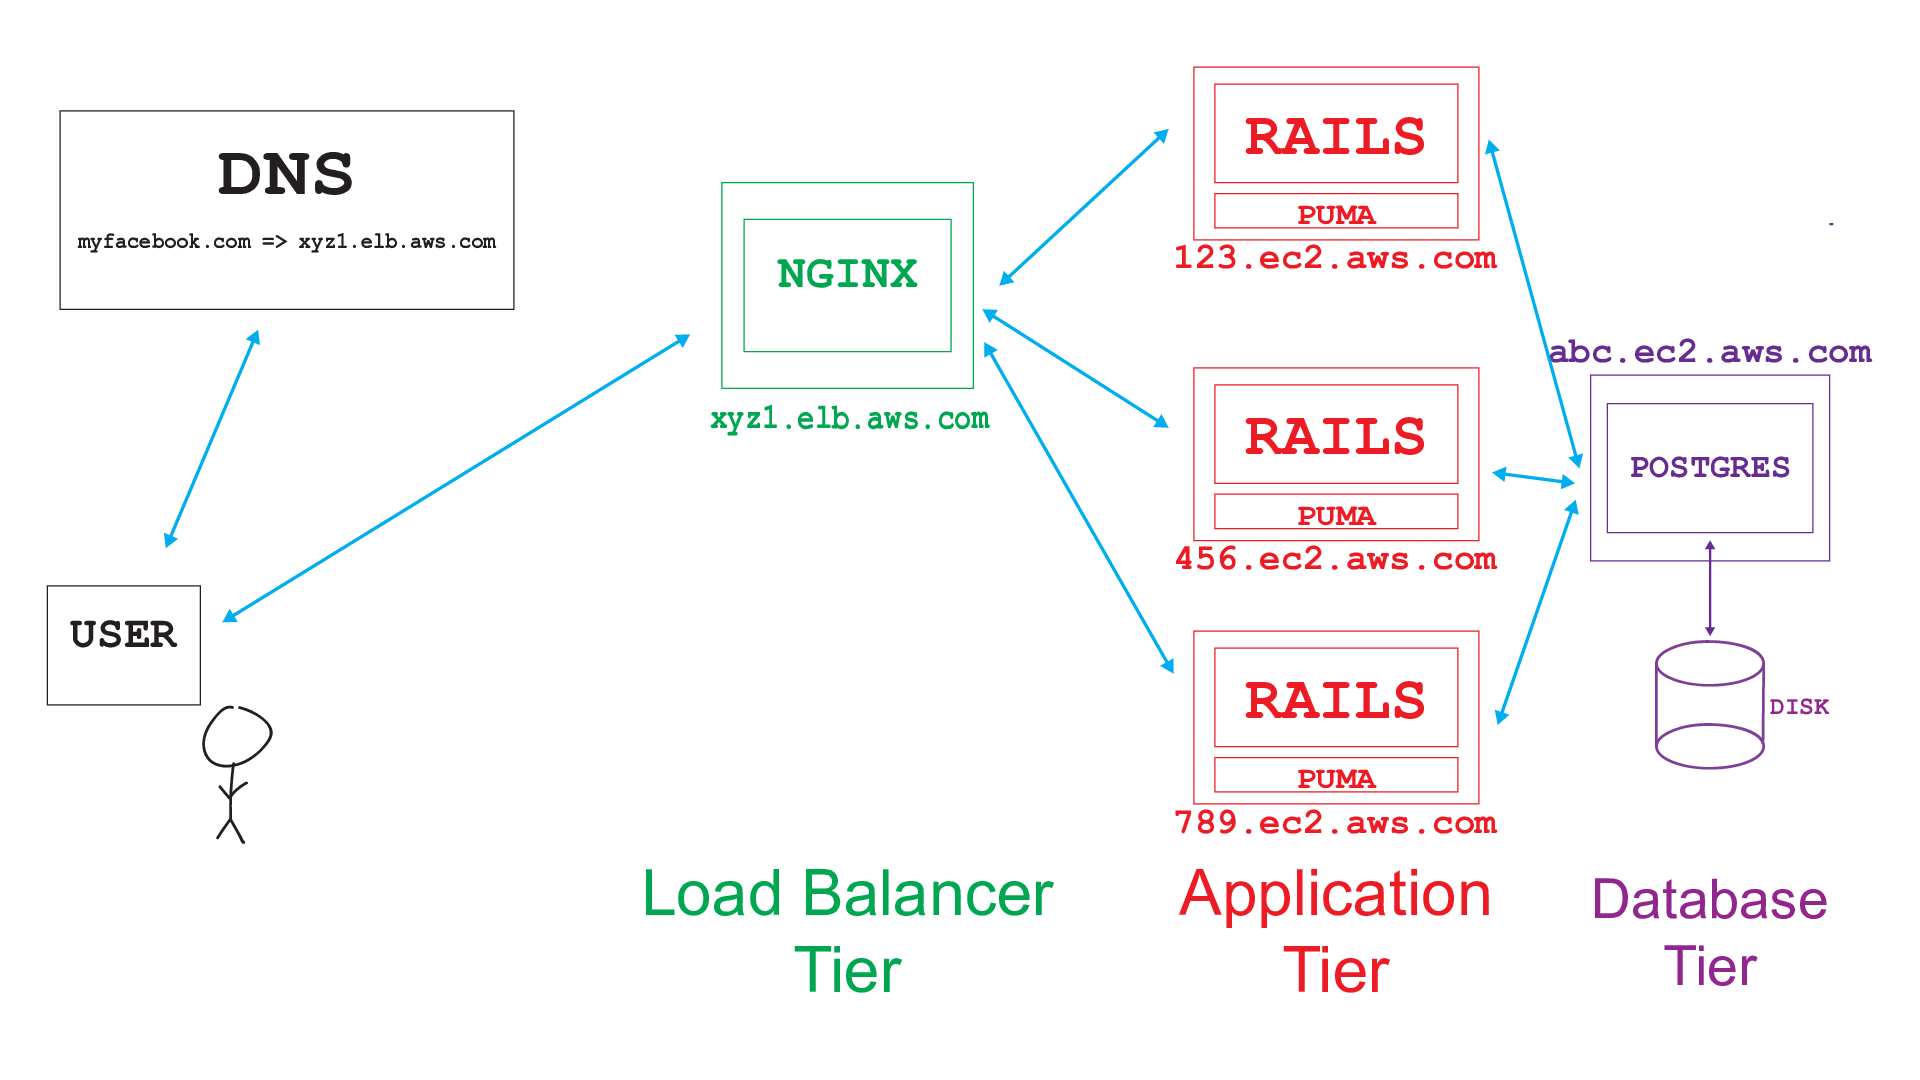 DNS
myfacebook.com => xyz1.elb.aws.com
USER
NGINX
xyz1.elb.aws.com
Load Balancer
Tier
RAILS
PUMA
123.ec2.aws.com
RAILS
PUMA
456.ec2.aws.com
RAILS
PUMA
789.ec2.aws.com
Application
Tier
abc.ec2.aws.com
POSTGRES
DISK
Database
Tier